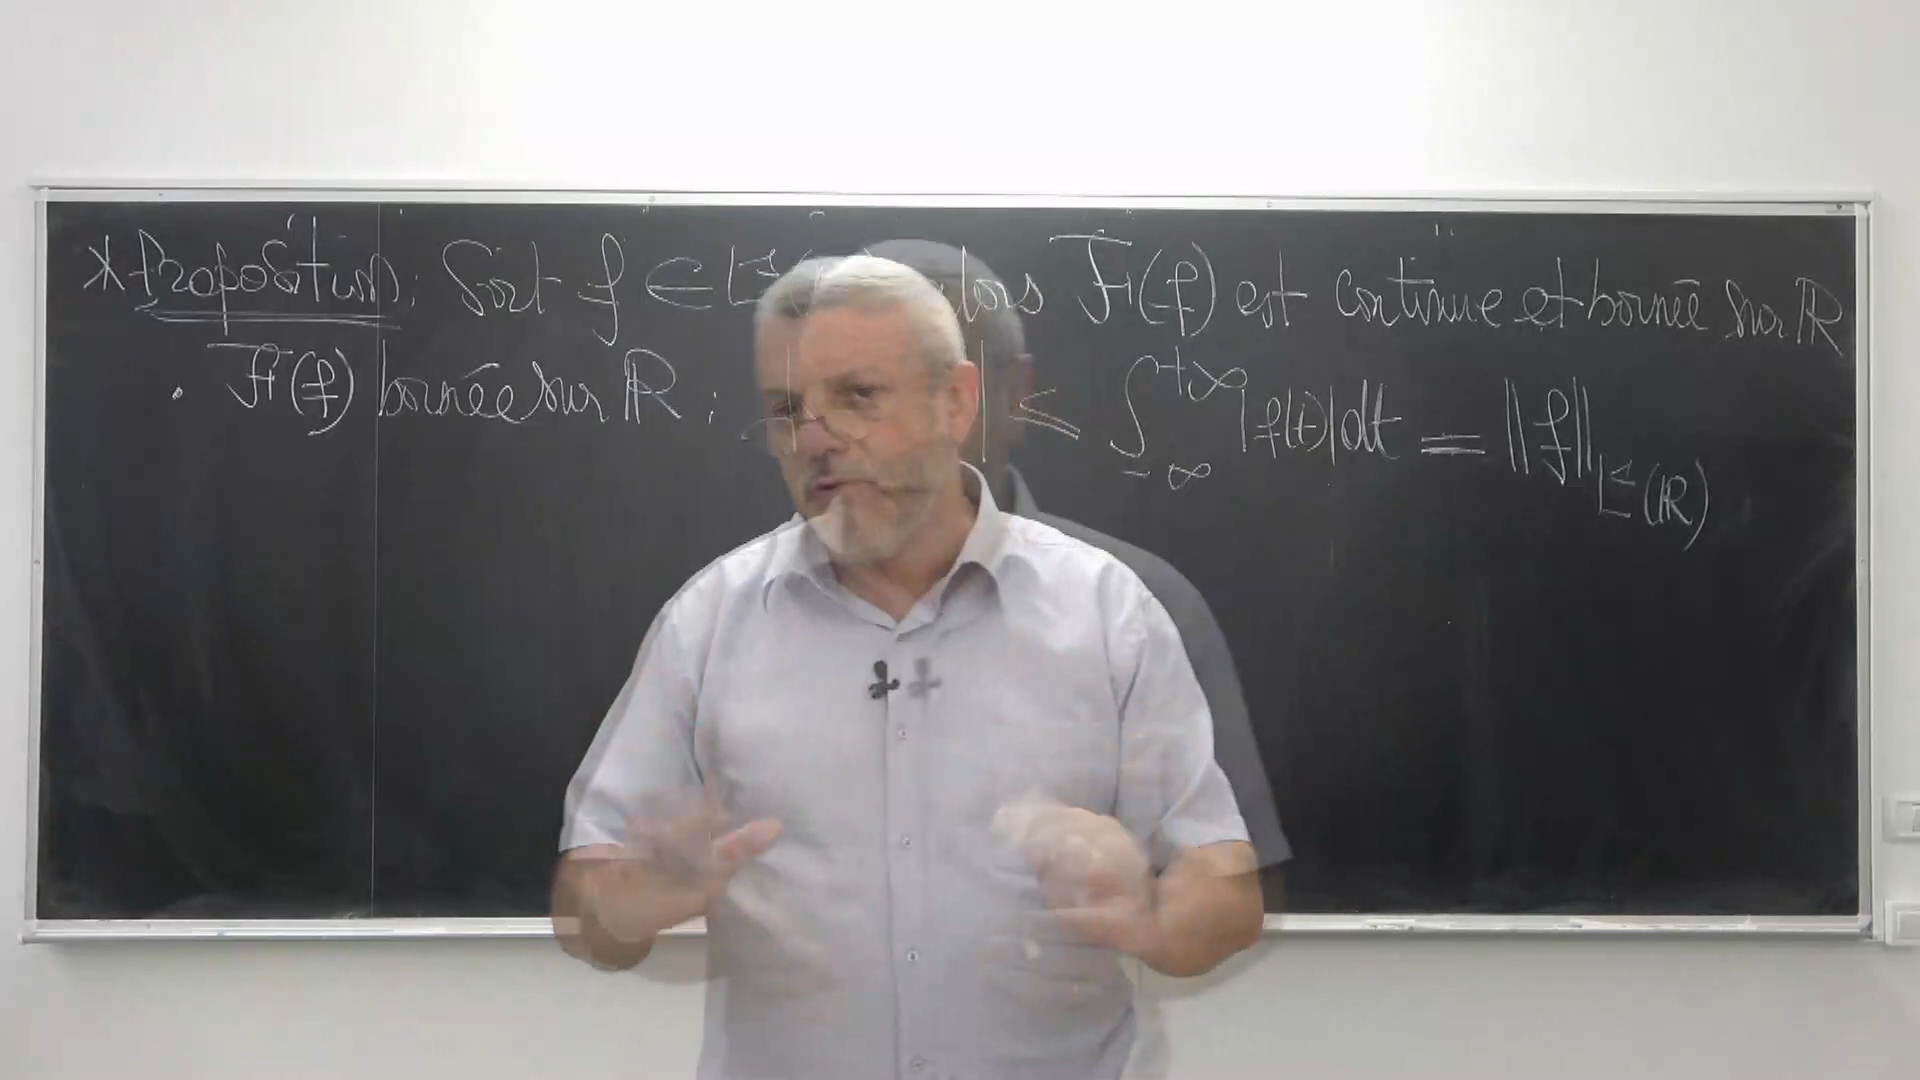 * Proposition : Soit f ∈ L¹( alors F(f) est continue et bornée sur ℝ
· F(f) bornée sur ℝ : | | ≤ ∫_{-∞}^{+∞} |f(t)| dt = ||f||_{L¹(ℝ)}